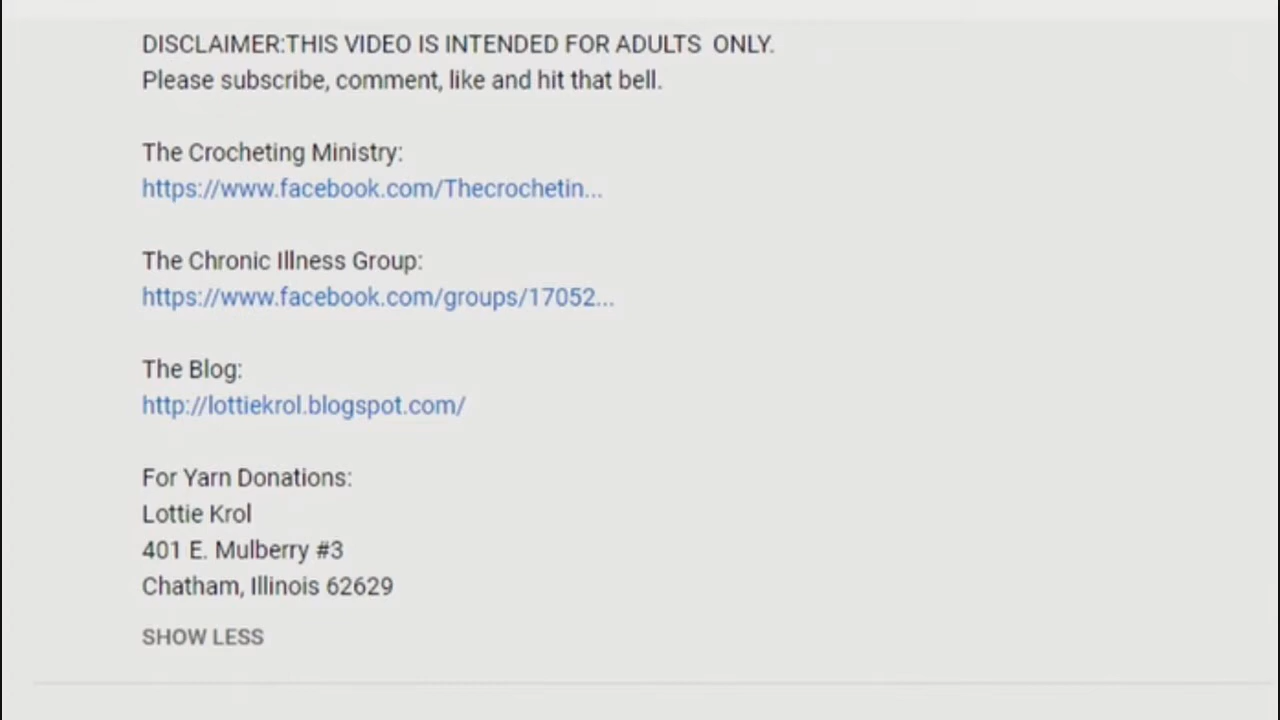 DISCLAIMER:THIS VIDEO IS INTENDED FOR ADULTS ONLY.
Please subscribe, comment, like and hit that bell.
The Crocheting Ministry:
https://www.facebook.com/Thecrochetin...
The Chronic Illness Group:
https://www.facebook.com/groups/17052...
The Blog:
http://lottiekrol.blogspot.com/
For Yarn Donations:
Lottie Krol
401 E. Mulberry #3
Chatham, Illinois 62629
SHOW LESS